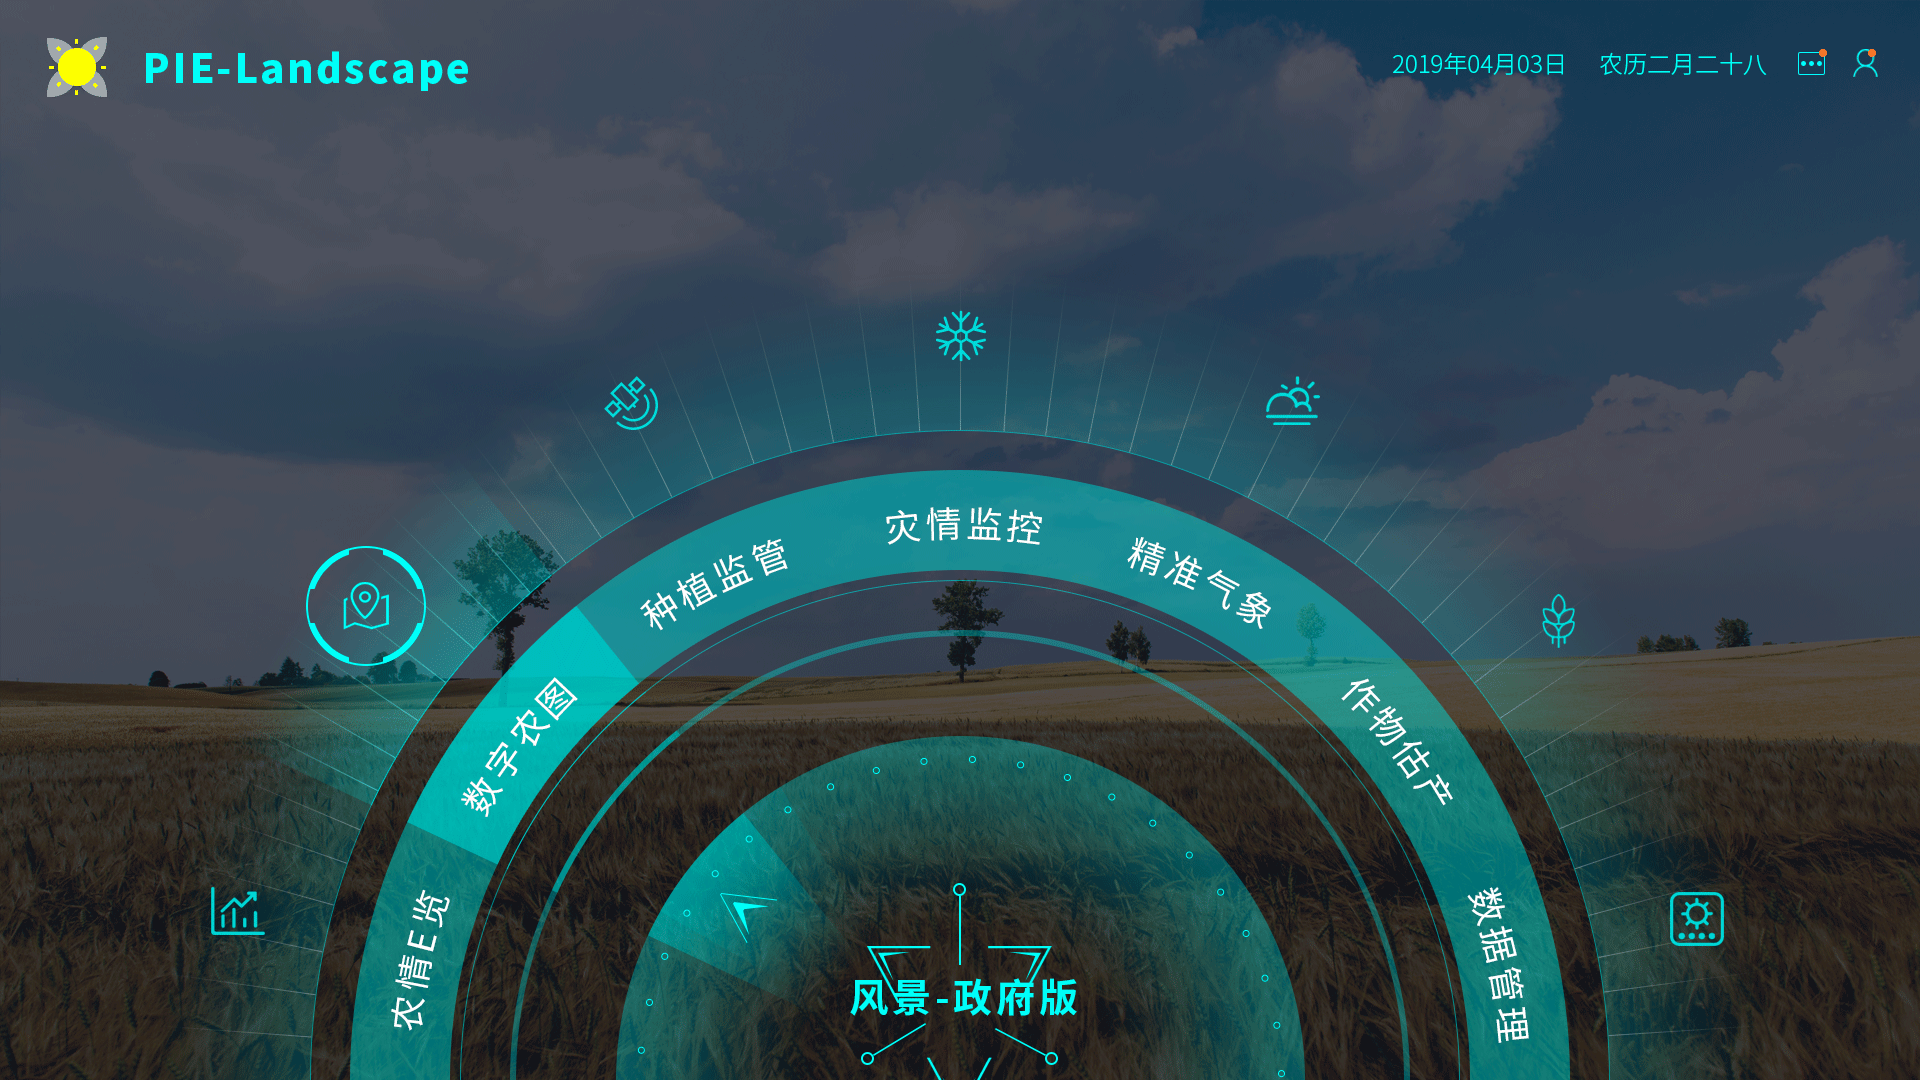 PIE-Landscape
2019年04月03日 农历二月二十八
农情E览
数字农图
种植监管
灾情监控
精准气象
作物估产
数据管理
风景-政府版